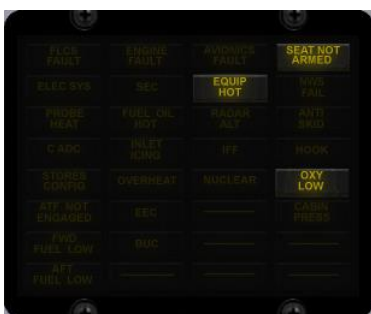 FLCS FAULT
ENGINE FAULT
AVIONICS FAULT
SEAT NOT ARMED
ELEC SYS
SEC
EQUIP HOT
NWS FAIL
PROBE HEAT
FUEL OIL HOT
RADAR ALT
ANTI SKID
C ADC
INLET ICING
IFF
HOOK
STORES CONFIG
OVERHEAT
NUCLEAR
OXY LOW
ATF NOT ENGAGED
EEC
CABIN PRESS
FWD FUEL LOW
BUC
AFT FUEL LOW